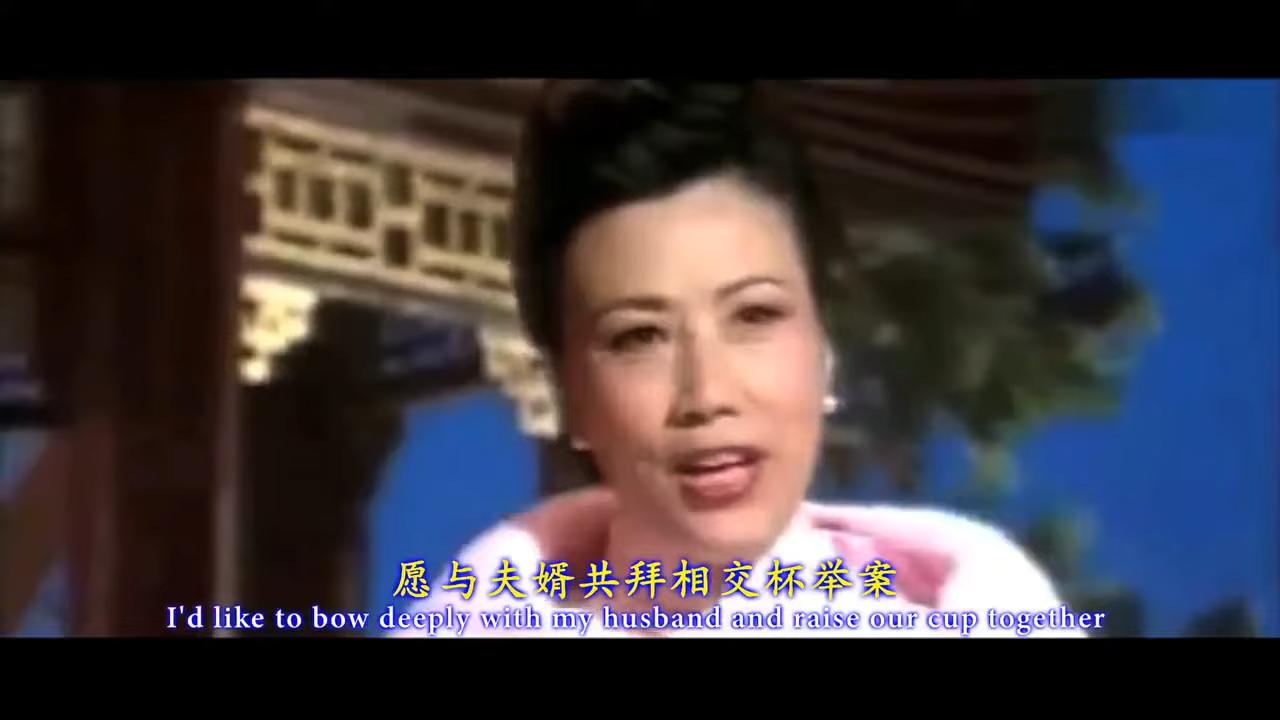 愿与夫婿共拜相交杯举案
I'd like to bow deeply with my husband and raise our cup together